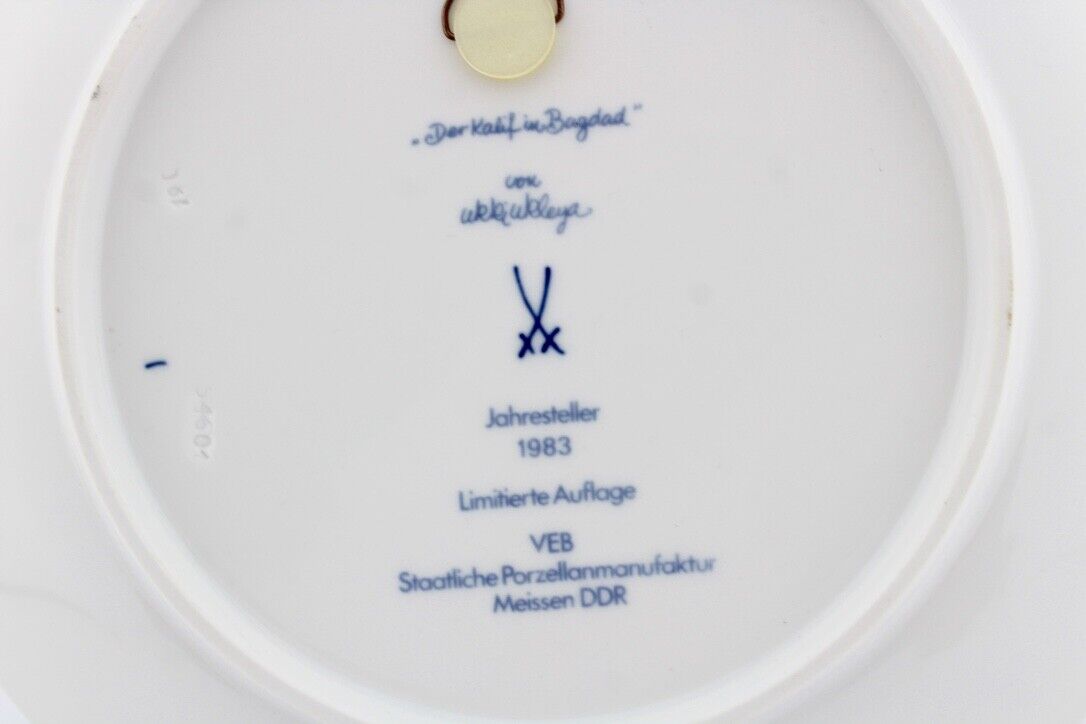 „Der Kalif in Bagdad"
von
Jahresteller
1983
Limitierte Auflage
VEB
Staatliche Porzellanmanufaktur
Meissen DDR